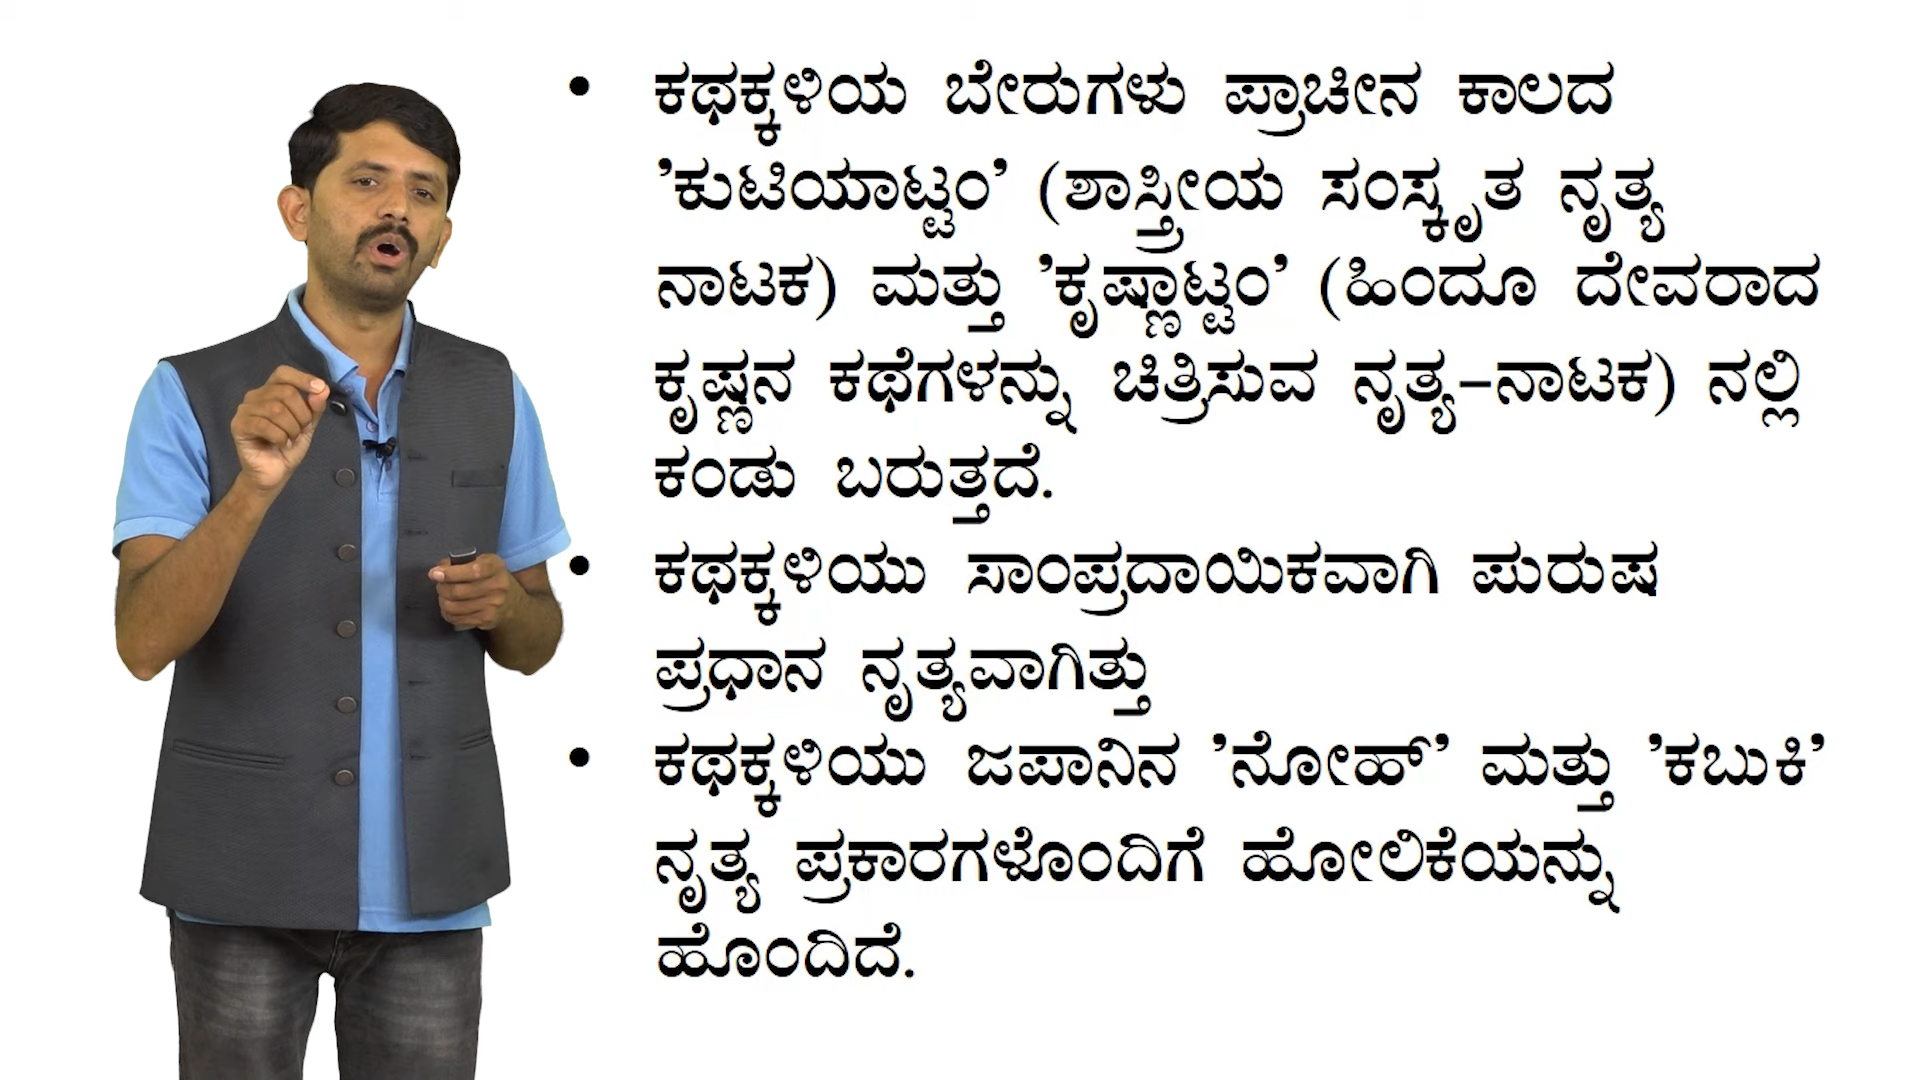 • ಕಥಕ್ಕಳಿಯ ಬೇರುಗಳು ಪ್ರಾಚೀನ ಕಾಲದ
'ಕುಟಿಯಾಟ್ಟಂ' (ಶಾಸ್ತ್ರೀಯ ಸಂಸ್ಕೃತ ನೃತ್ಯ
ನಾಟಕ) ಮತ್ತು 'ಕೃಷ್ಣಾಟ್ಟಂ' (ಹಿಂದೂ ದೇವರಾದ
ಕೃಷ್ಣನ ಕಥೆಗಳನ್ನು ಚಿತ್ರಿಸುವ ನೃತ್ಯ-ನಾಟಕ) ನಲ್ಲಿ
ಕಂಡು ಬರುತ್ತದೆ.
• ಕಥಕ್ಕಳಿಯು ಸಾಂಪ್ರದಾಯಿಕವಾಗಿ ಪುರುಷ
ಪ್ರಧಾನ ನೃತ್ಯವಾಗಿತ್ತು
• ಕಥಕ್ಕಳಿಯು ಜಪಾನಿನ 'ನೋಹ್' ಮತ್ತು 'ಕಬುಕಿ'
ನೃತ್ಯ ಪ್ರಕಾರಗಳೊಂದಿಗೆ ಹೋಲಿಕೆಯನ್ನು
ಹೊಂದಿದೆ.